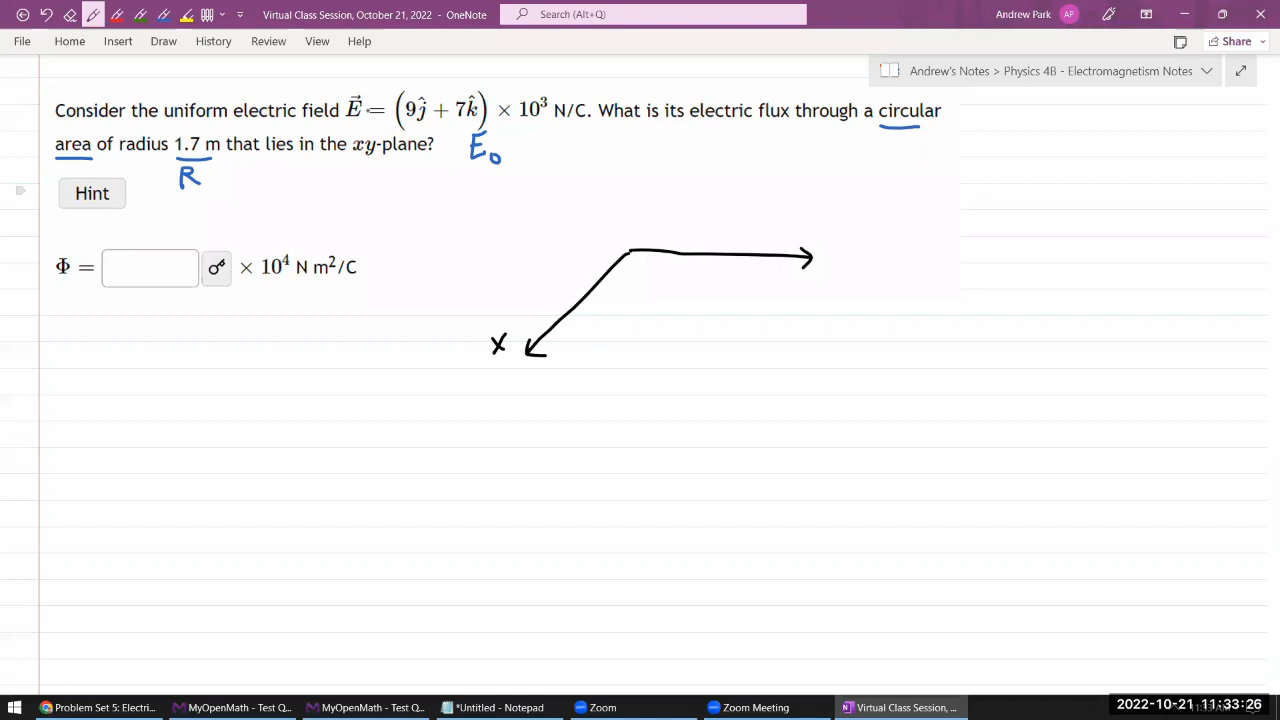 Virtual Class Session, October 21, 2022 - OneNote
Search (Alt+Q)
Andrew Park
AP
File Home Insert Draw History Review View Help
Share
Andrew's Notes > Physics 4B - Electromagnetism Notes
Consider the uniform electric field E⃗ = (9ĵ + 7k̂) × 10³ N/C. What is its electric flux through a circular
area of radius 1.7 m that lies in the xy-plane?
E₀
R
Hint
Φ = × 10⁴ N m²/C
X
Problem Set 5: Electri... MyOpenMath - Test Q... MyOpenMath - Test Q... *Untitled - Notepad Zoom Zoom Meeting Virtual Class Session,...
2022-10-21 11:33:26